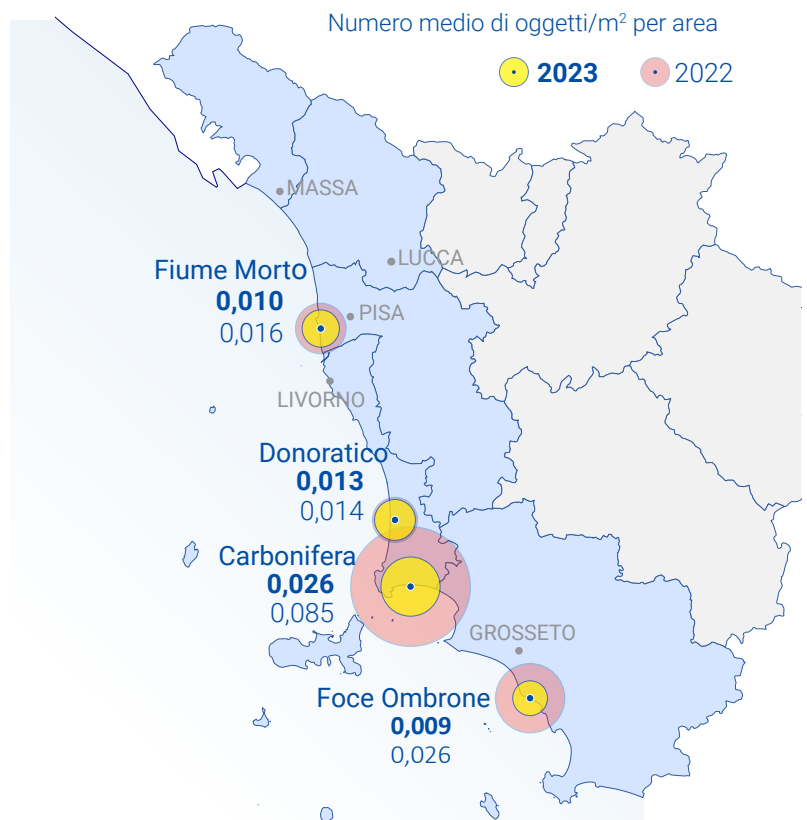 Numero medio di oggetti/m² per area
2023
2022
MASSA
LUCCA
Fiume Morto
0,010
0,016
PISA
LIVORNO
Donoratico
0,013
0,014
Carbonifera
0,026
0,085
GROSSETO
Foce Ombrone
0,009
0,026